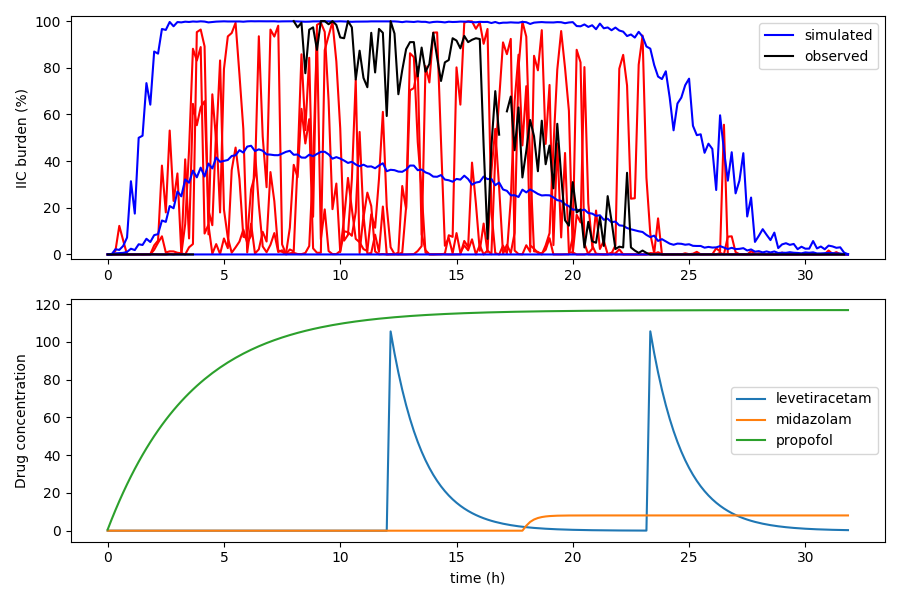 IIC burden (%)
100
80
60
40
20
0
simulated
observed
0 5 10 15 20 25 30
Drug concentration
120
100
80
60
40
20
0
levetiracetam
midazolam
propofol
0 5 10 15 20 25 30
time (h)